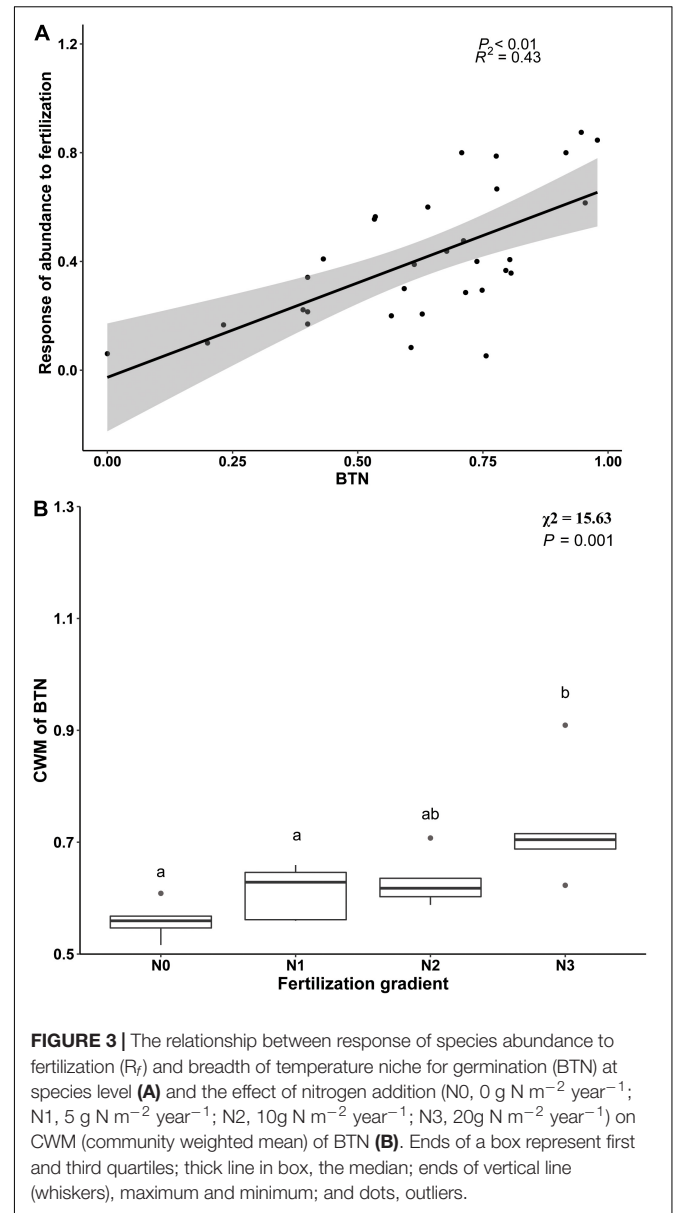 A
P < 0.01
R² = 0.43
1.2
0.8
0.4
0.0
Response of abundance to fertilization
0.00 0.25 0.50 0.75 1.00
BTN
B
χ2 = 15.63
P = 0.001
1.3
1.1
0.9
0.7
0.5
CWM of BTN
a
a
ab
b
N0 N1 N2 N3
Fertilization gradient
FIGURE 3 | The relationship between response of species abundance to
fertilization (Rf) and breadth of temperature niche for germination (BTN) at
species level (A) and the effect of nitrogen addition (N0, 0 g N m−2 year−1;
N1, 5 g N m−2 year−1; N2, 10g N m−2 year−1; N3, 20g N m−2 year−1) on
CWM (community weighted mean) of BTN (B). Ends of a box represent first
and third quartiles; thick line in box, the median; ends of vertical line
(whiskers), maximum and minimum; and dots, outliers.